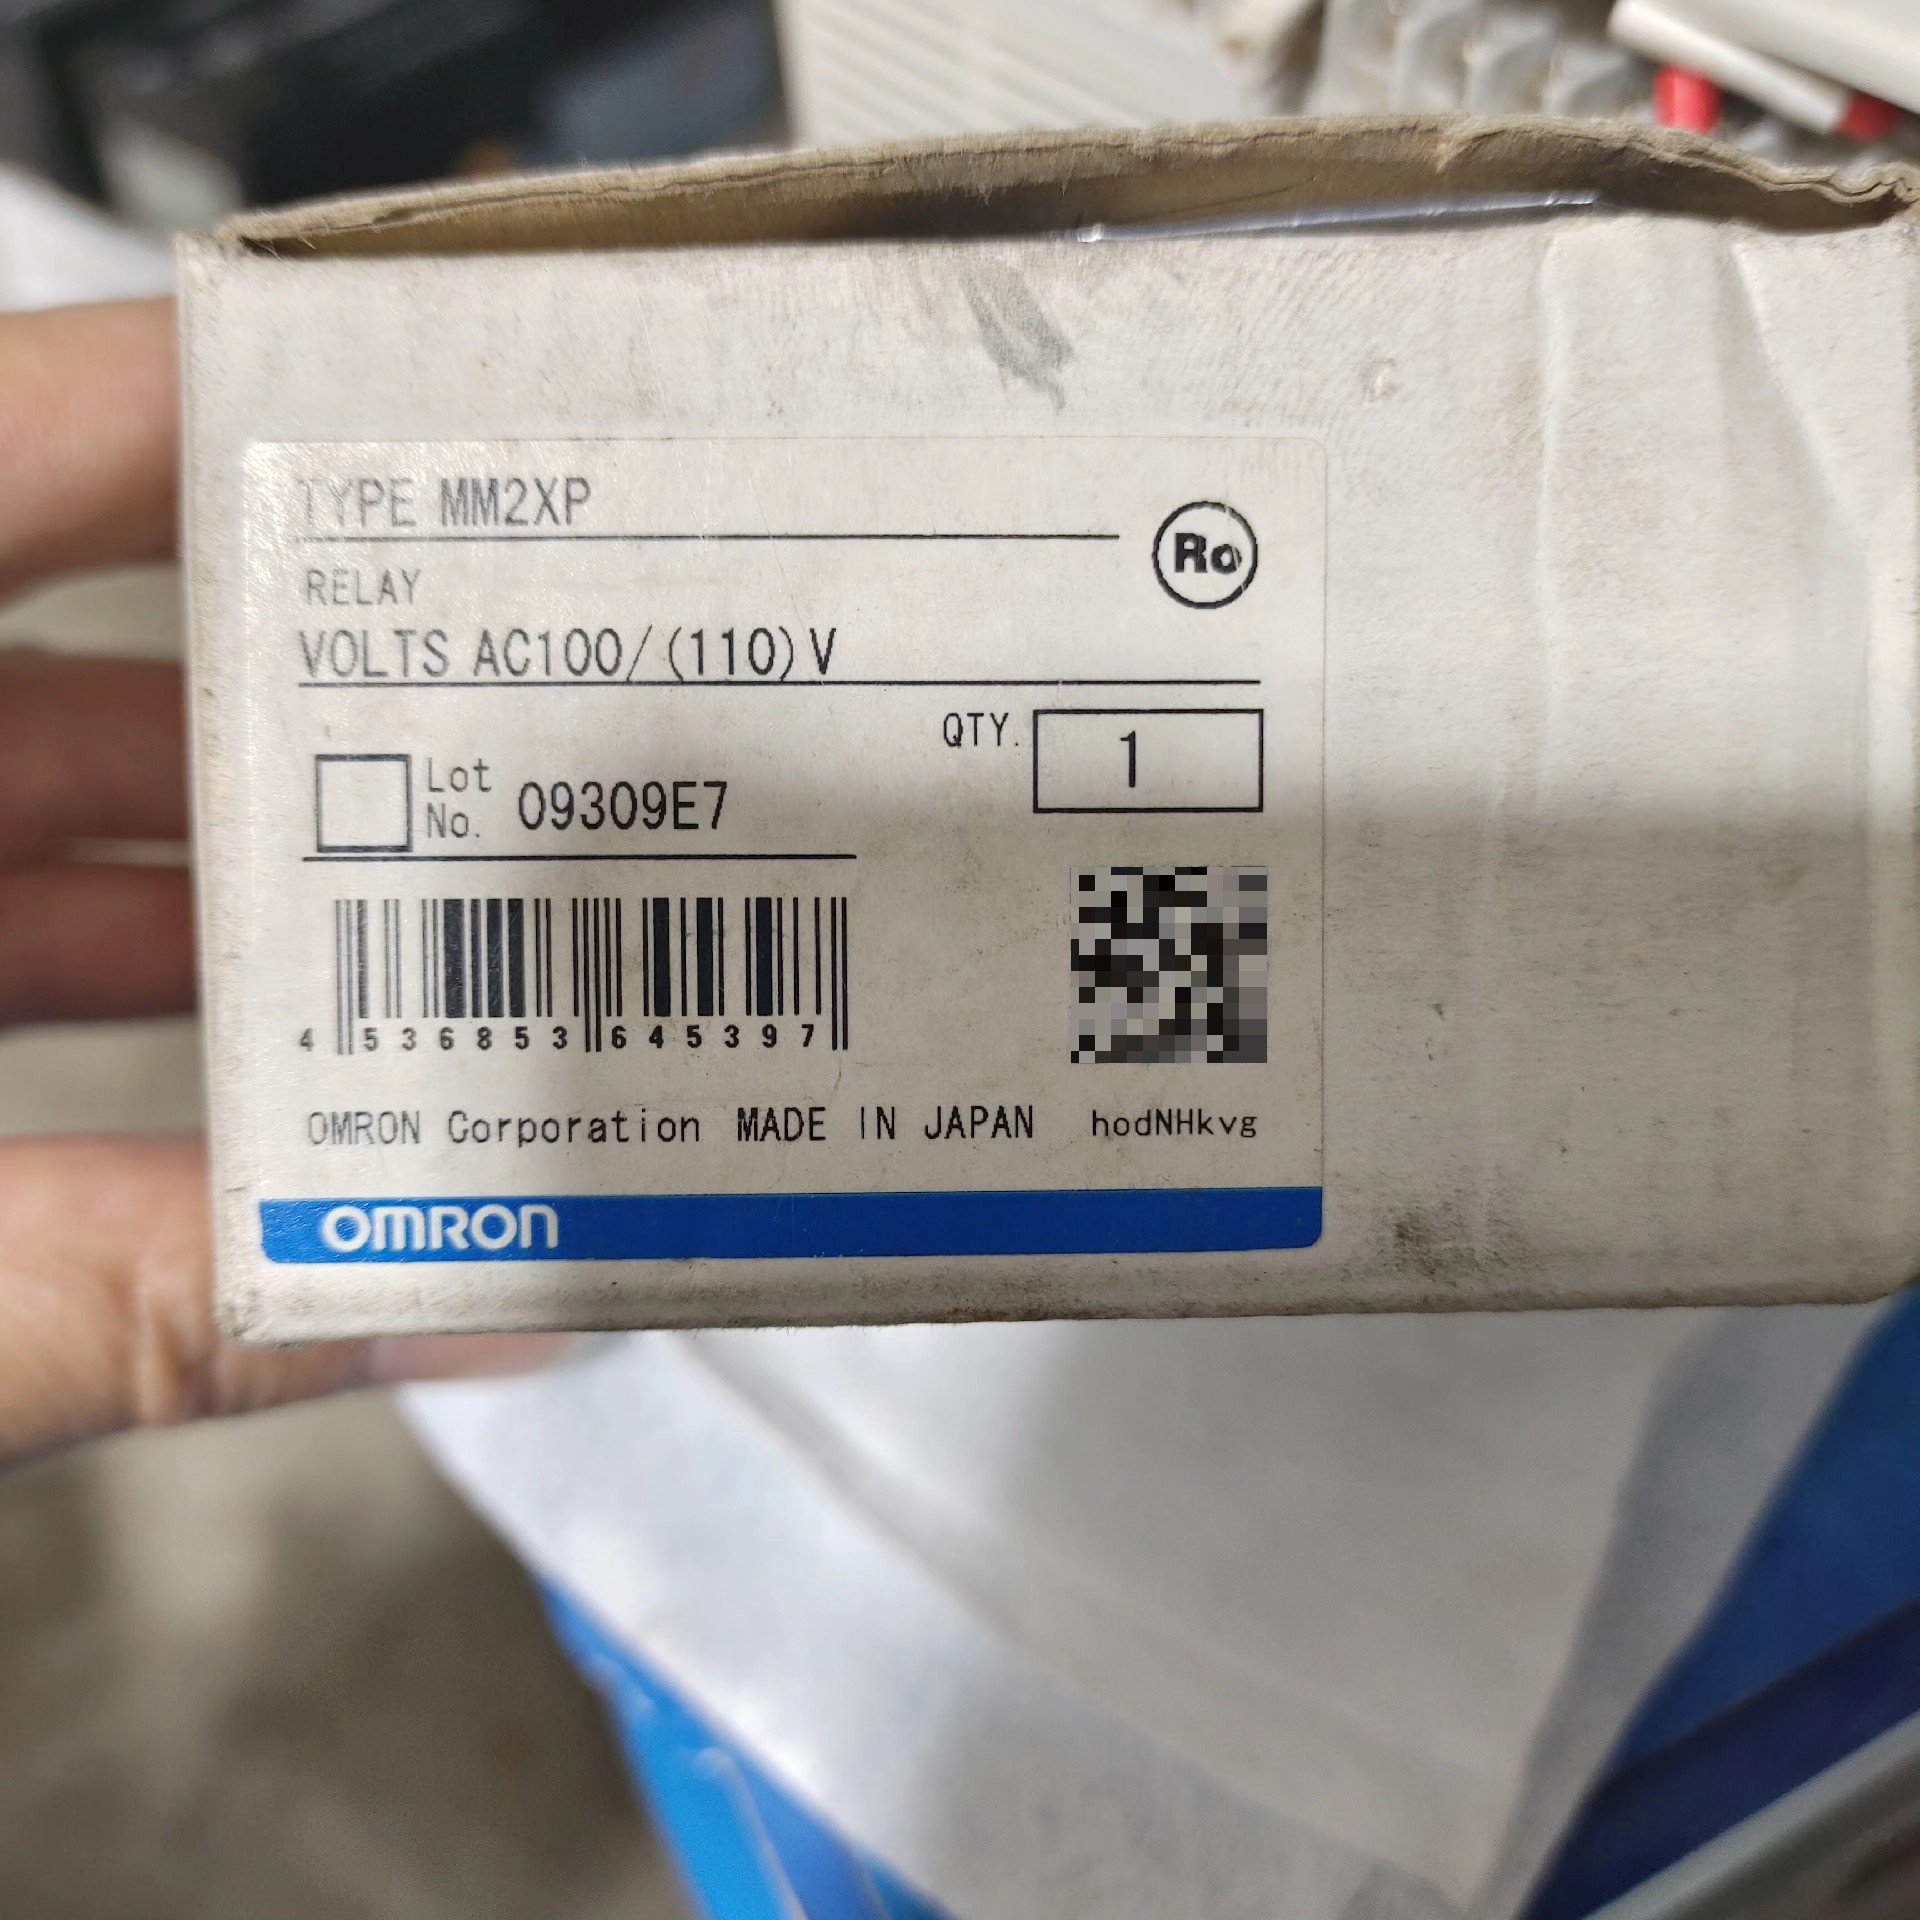 TYPE MM2XP
Ro
RELAY
VOLTS AC100/(110)V
QTY. 1
Lot No. 09309E7
4 536853 645397
OMRON Corporation MADE IN JAPAN hodNHkvg
OMRON